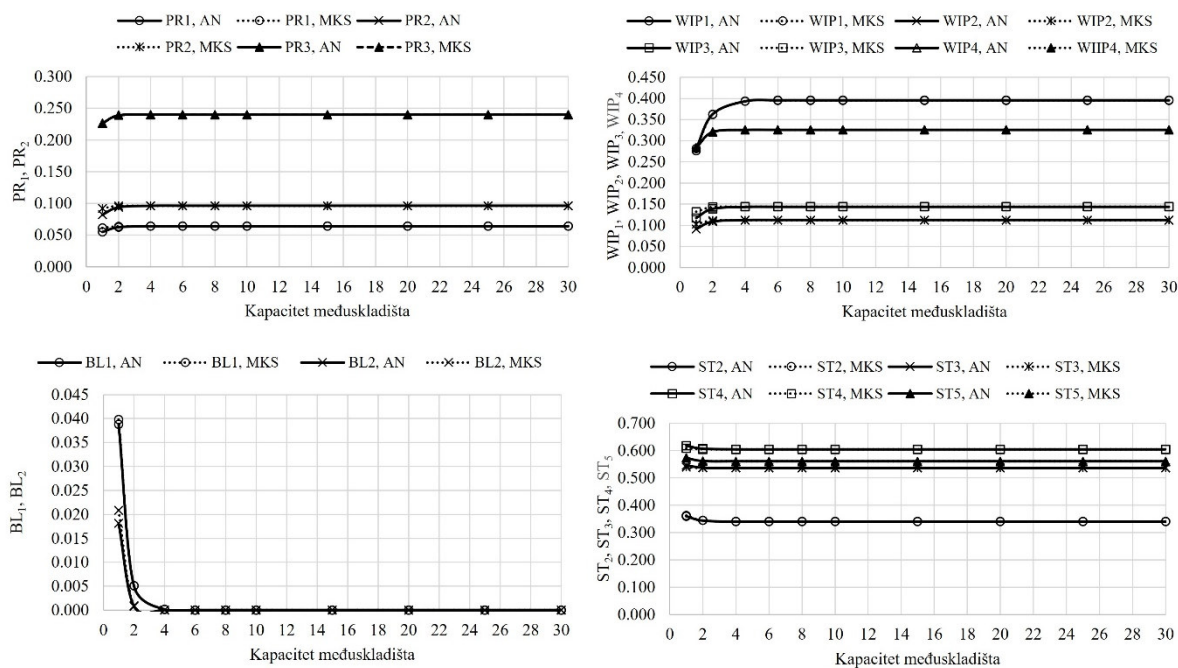 PR1, AN PR1, MKS PR2, AN
PR2, MKS PR3, AN PR3, MKS
0.300
0.250
0.200
0.150
0.100
0.050
0.000
PR₁, PR₂
0 2 4 6 8 10 12 14 16 18 20 22 24 26 28 30
Kapacitet međuskladišta
WIP1, AN WIP1, MKS WIP2, AN WIP2, MKS
WIP3, AN WIP3, MKS WIP4, AN WIIP4, MKS
0.450
0.400
0.350
0.300
0.250
0.200
0.150
0.100
0.050
0.000
WIP₁, WIP₂, WIP₃, WIP₄
0 2 4 6 8 10 12 14 16 18 20 22 24 26 28 30
Kapacitet međuskladišta
BL1, AN BL1, MKS BL2, AN BL2, MKS
0.045
0.040
0.035
0.030
0.025
0.020
0.015
0.010
0.005
0.000
BL₁, BL₂
0 2 4 6 8 10 12 14 16 18 20 22 24 26 28 30
Kapacitet međuskladišta
ST2, AN ST2, MKS ST3, AN ST3, MKS
ST4, AN ST4, MKS ST5, AN ST5, MKS
0.700
0.600
0.500
0.400
0.300
0.200
0.100
0.000
ST₂, ST₃, ST₄, ST₅
0 2 4 6 8 10 12 14 16 18 20 22 24 26 28 30
Kapacitet međuskladišta